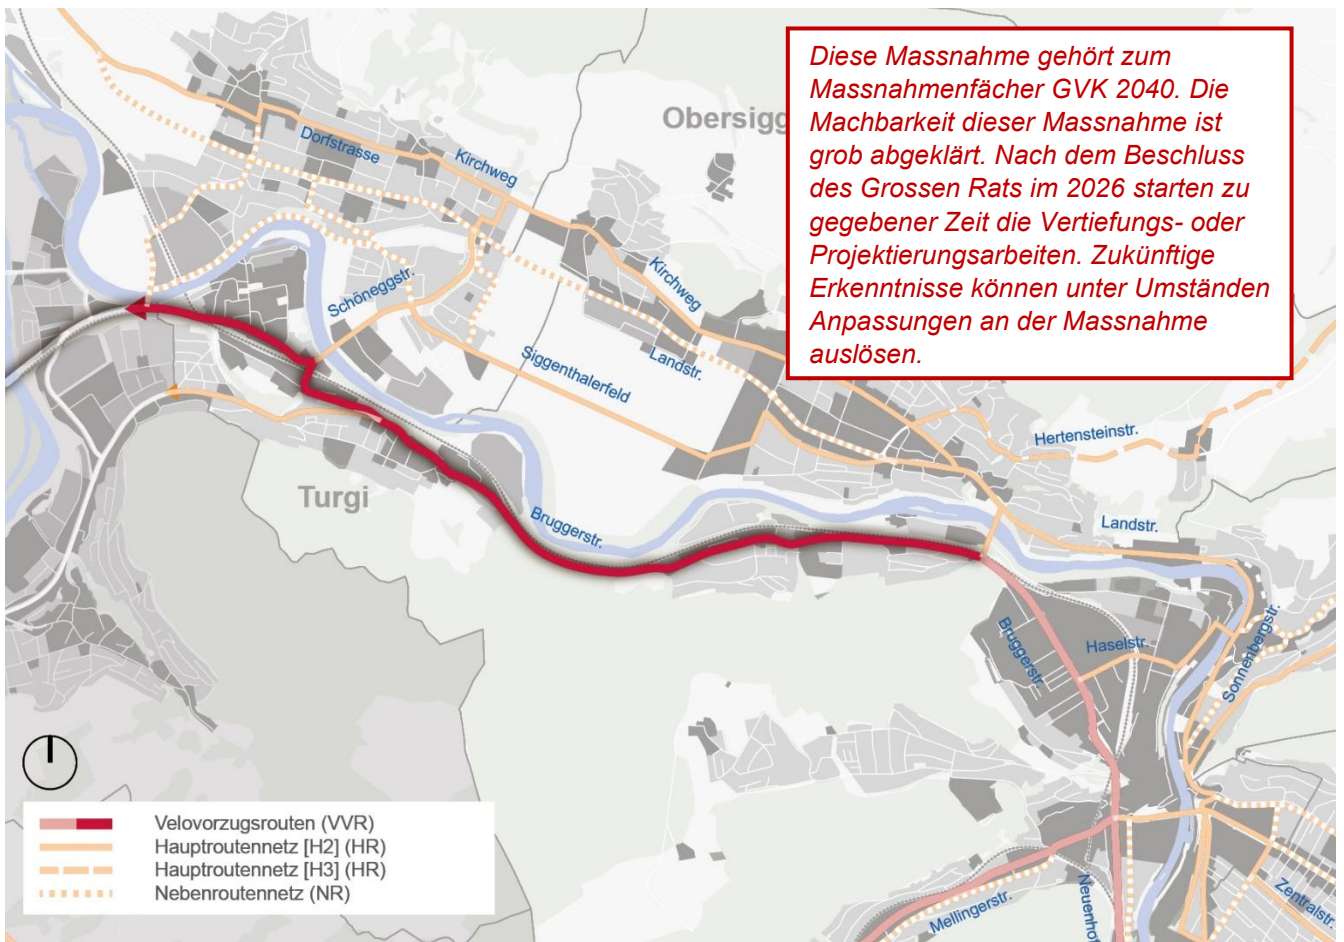 Diese Massnahme gehört zum
Massnahmenfächer GVK 2040. Die
Machbarkeit dieser Massnahme ist
grob abgeklärt. Nach dem Beschluss
des Grossen Rats im 2026 starten zu
gegebener Zeit die Vertiefungs- oder
Projektierungsarbeiten. Zukünftige
Erkenntnisse können unter Umständen
Anpassungen an der Massnahme
auslösen.
Obersigg
Dorfstrasse
Kirchweg
Kirchweg
Schöneggstr.
Landstr.
Siggenthalerfeld
Hertensteinstr.
Turgi
Bruggerstr.
Landstr.
Bruggerstr.
Haselstr.
Sonnenbergstr.
Mellingerstr.
Neuenhof
Zentralstr.
Velovorzugsrouten (VVR)
Hauptroutennetz [H2] (HR)
Hauptroutennetz [H3] (HR)
Nebenroutennetz (NR)